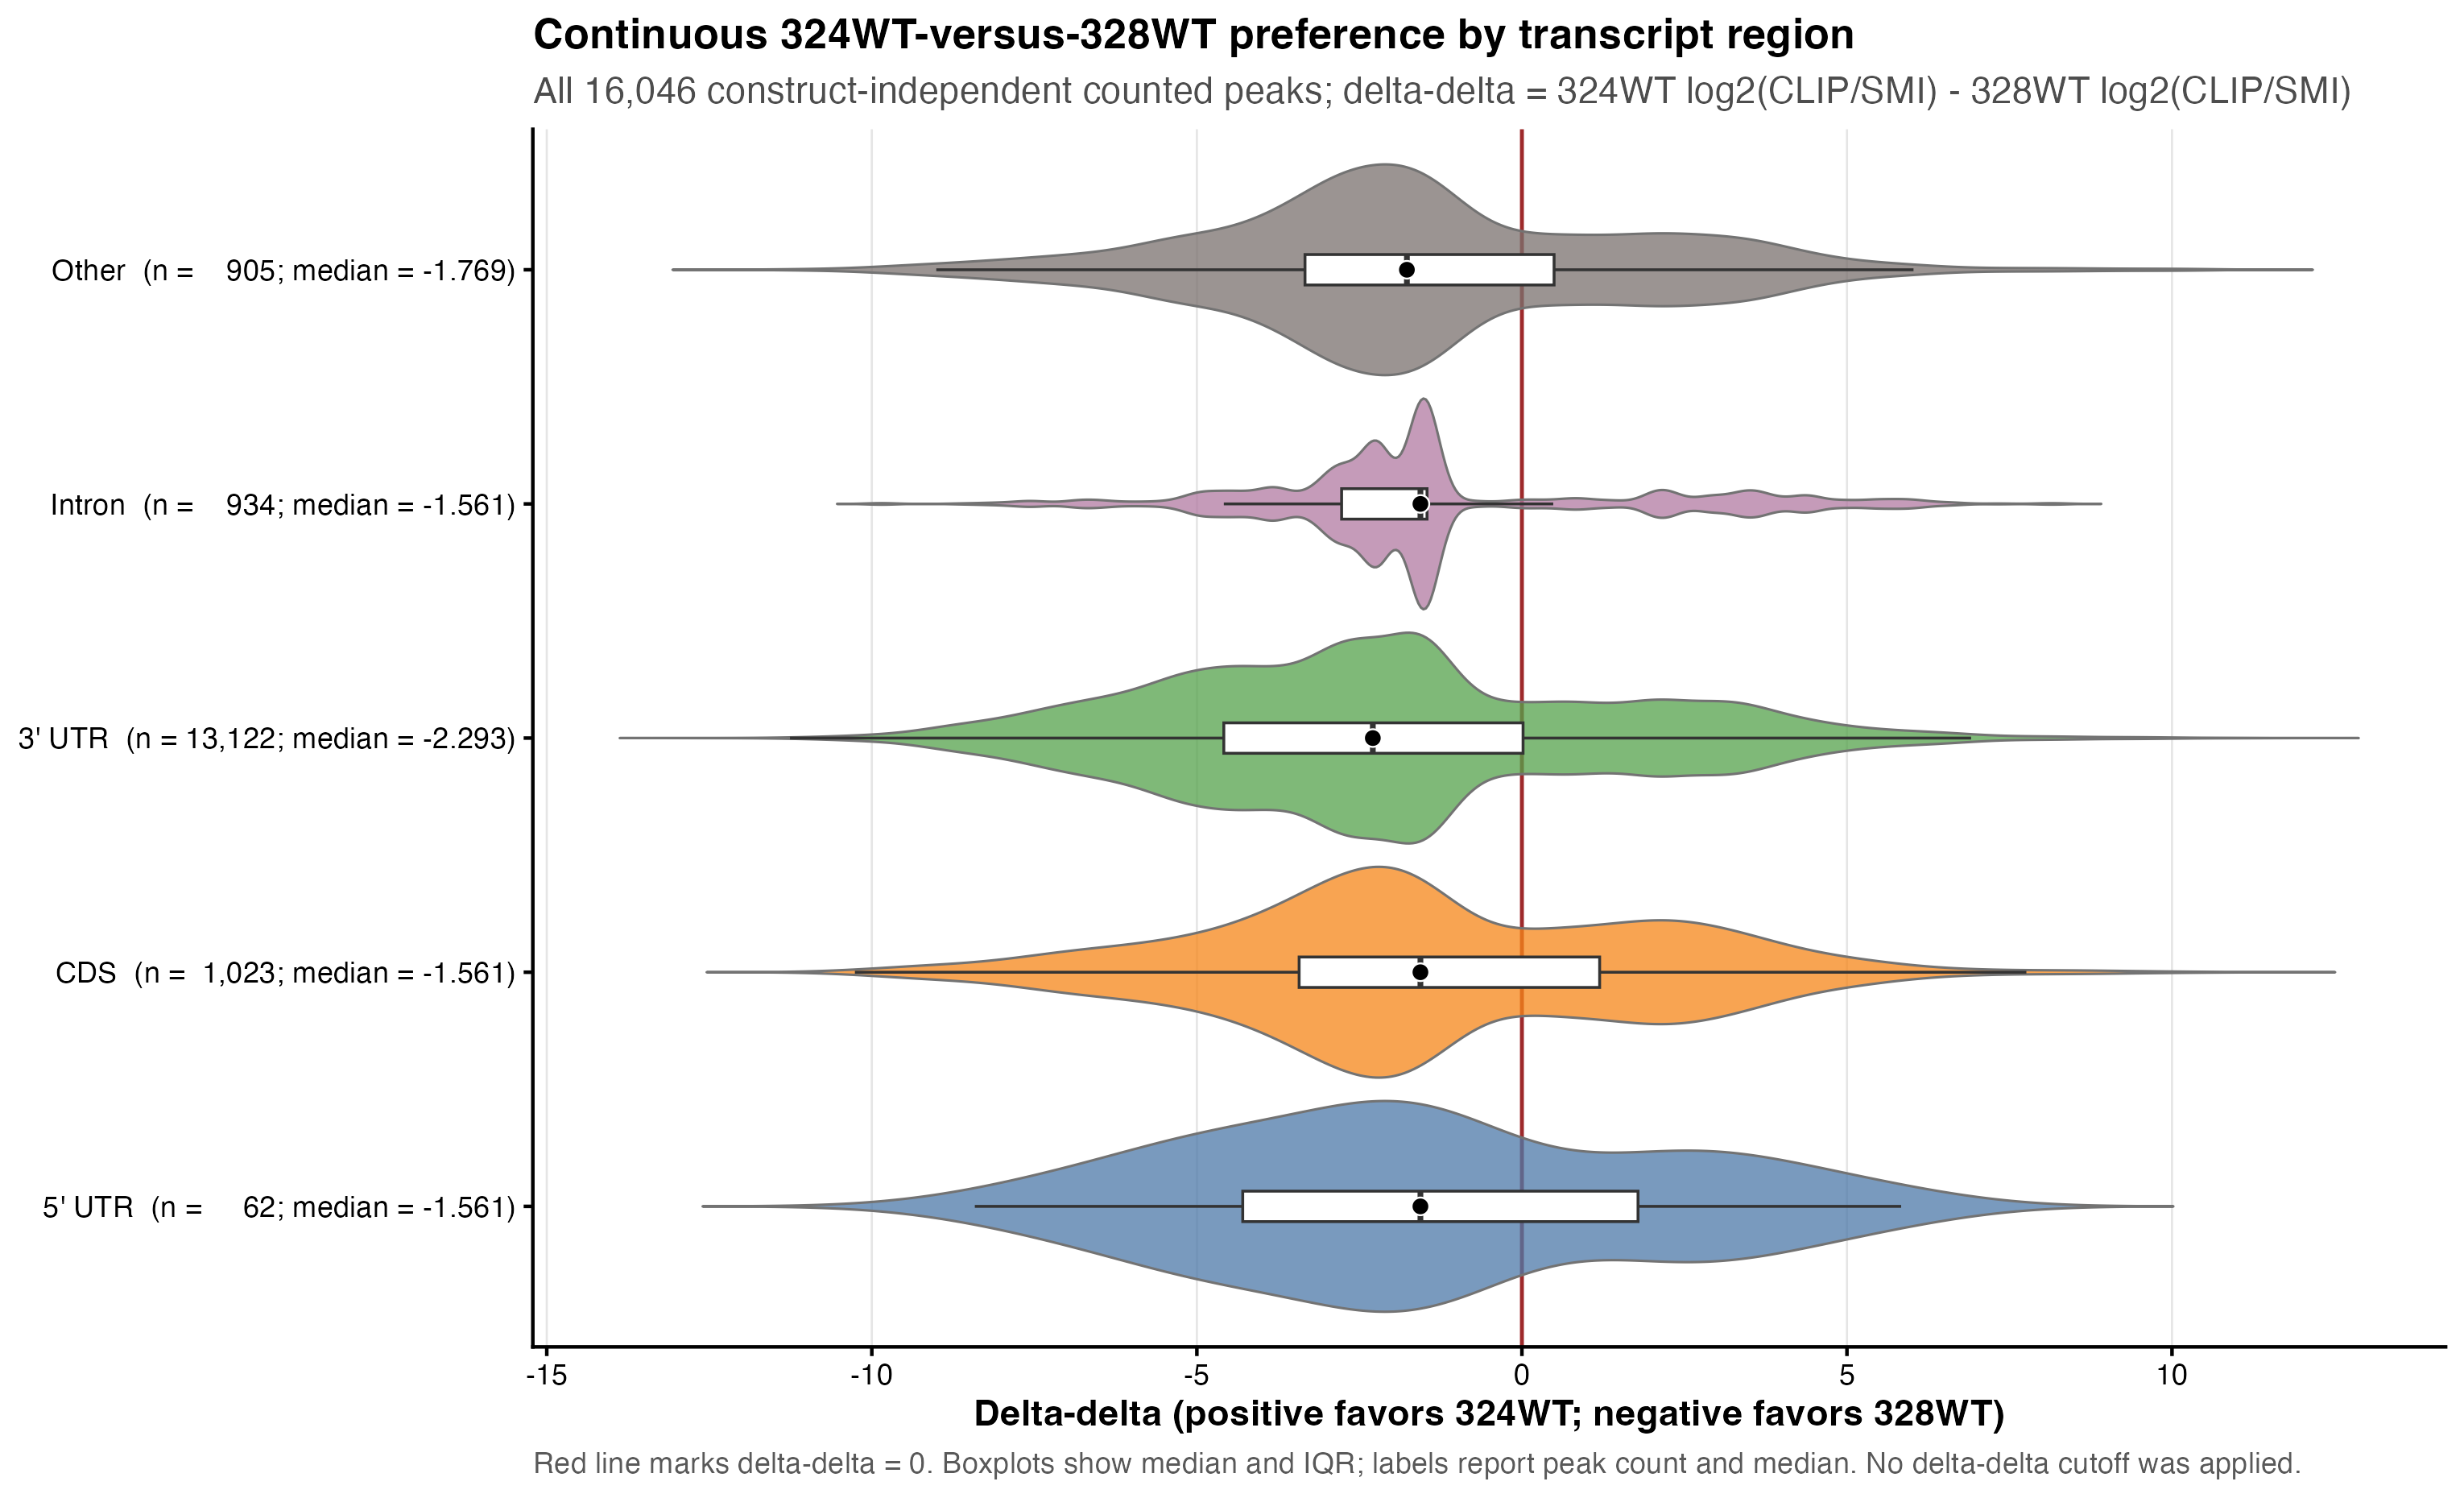 Continuous 324WT-versus-328WT preference by transcript region
All 16,046 construct-independent counted peaks; delta-delta = 324WT log2(CLIP/SMI) - 328WT log2(CLIP/SMI)
Other (n = 905; median = -1.769)
Intron (n = 934; median = -1.561)
3' UTR (n = 13,122; median = -2.293)
CDS (n = 1,023; median = -1.561)
5' UTR (n = 62; median = -1.561)
-15 -10 -5 0 5 10
Delta-delta (positive favors 324WT; negative favors 328WT)
Red line marks delta-delta = 0. Boxplots show median and IQR; labels report peak count and median. No delta-delta cutoff was applied.